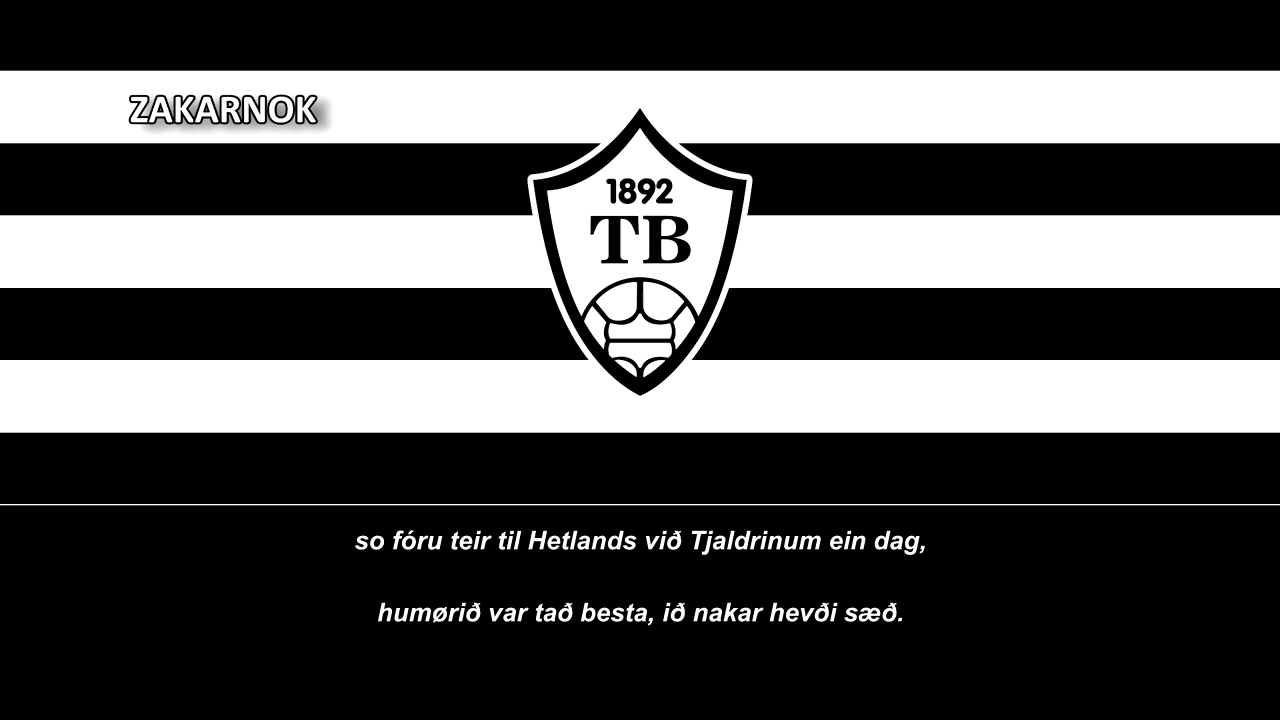 ZAKARNOK
1892
TB
so fóru teir til Hetlands við Tjaldrinum ein dag,
humørið var tað besta, ið nakar hevði sæð.